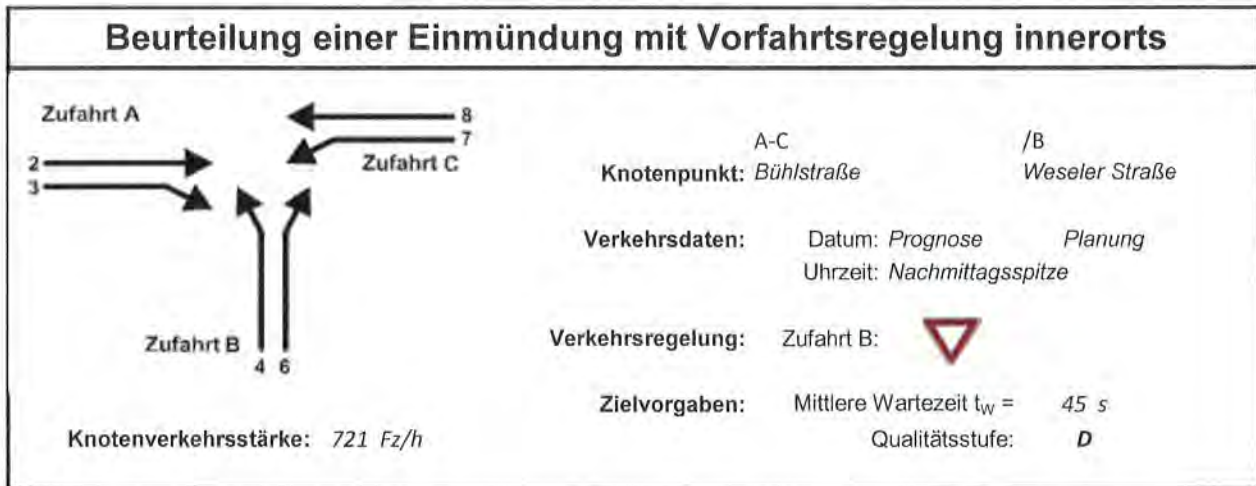 Beurteilung einer Einmündung mit Vorfahrtsregelung innerorts
Zufahrt A
8
7
Zufahrt C
2
3
Zufahrt B
4 6
Knotenverkehrsstärke: 721 Fz/h
A-C /B
Knotenpunkt: Bühlstraße Weseler Straße
Verkehrsdaten: Datum: Prognose Planung
Uhrzeit: Nachmittagsspitze
Verkehrsregelung: Zufahrt B:
Zielvorgaben: Mittlere Wartezeit tW = 45 s
Qualitätsstufe: D